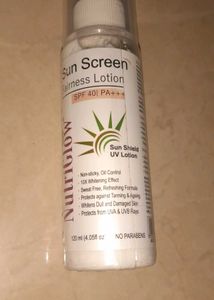 Sun Screen
Fairness Lotion
SPF 40| PA+++
Nutriglow
Sun Shield
UV Lotion
Non-sticky, Oil Control
10X Whitening Effect
Sweat Free, Refreshing Formula
Protects against Tanning & Ageing
Whitens Dull and Damaged Skin
Protects from UVA & UVB Rays
120 ml (4.05fl oz) NO PARABENS